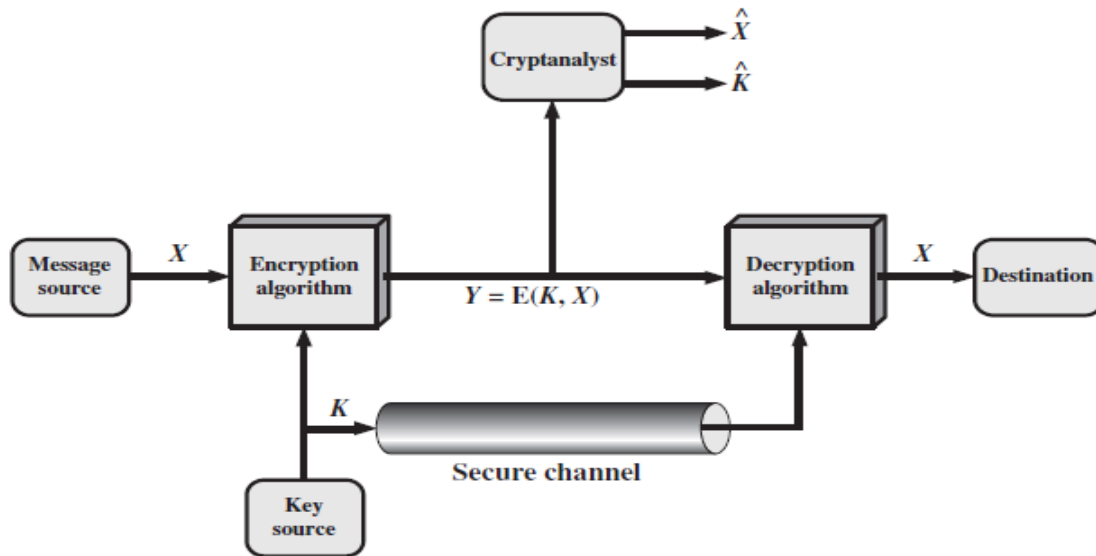 X̂
Cryptanalyst
K̂
Message
source
X
Encryption
algorithm
Y = E(K, X)
Decryption
algorithm
X
Destination
K
Secure channel
Key
source